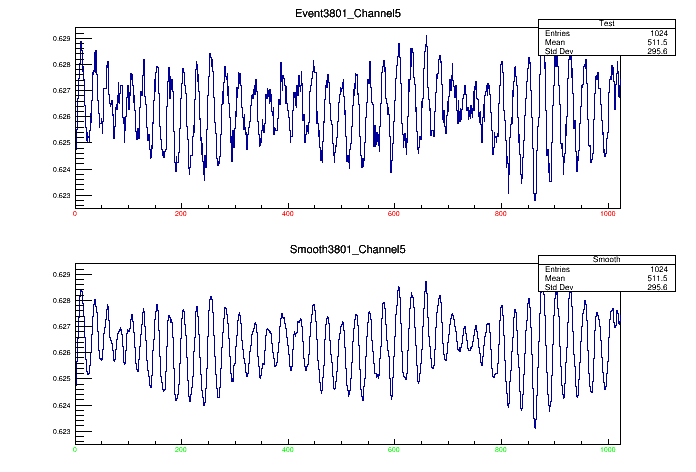 Event3801_Channel5
Test
Entries 1024
Mean 511.5
Std Dev 295.6
0.629
0.628
0.627
0.626
0.625
0.624
0.623
0 200 400 600 800 1000
Smooth3801_Channel5
Smooth
Entries 1024
Mean 511.5
Std Dev 295.6
0.629
0.628
0.627
0.626
0.625
0.624
0.623
0 200 400 600 800 1000